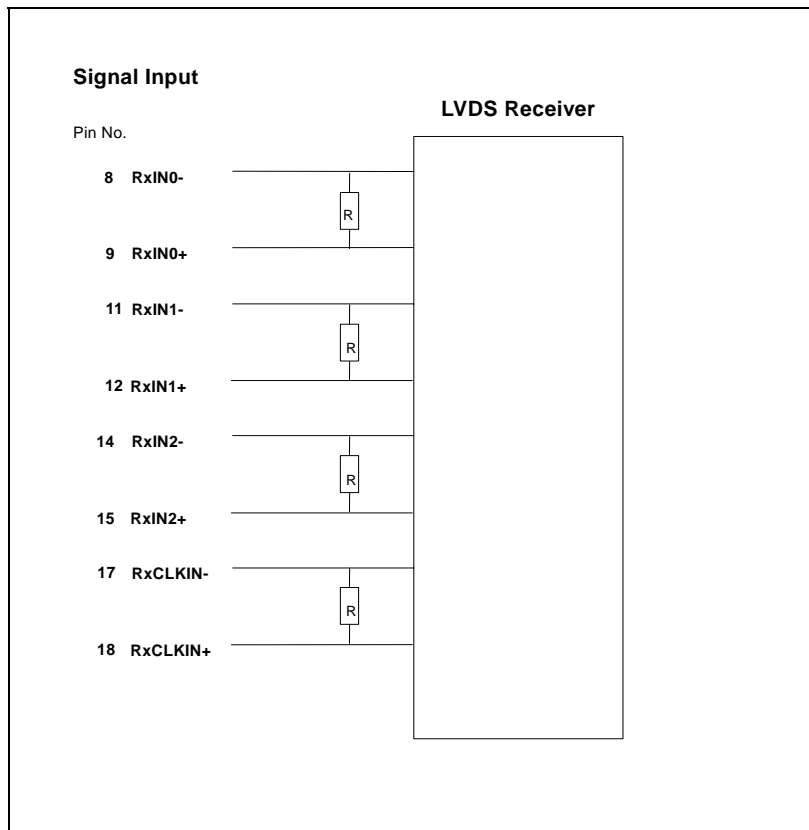 Signal Input
LVDS Receiver
Pin No.
8 RxIN0-
R
9 RxIN0+
11 RxIN1-
R
12 RxIN1+
14 RxIN2-
R
15 RxIN2+
17 RxCLKIN-
R
18 RxCLKIN+